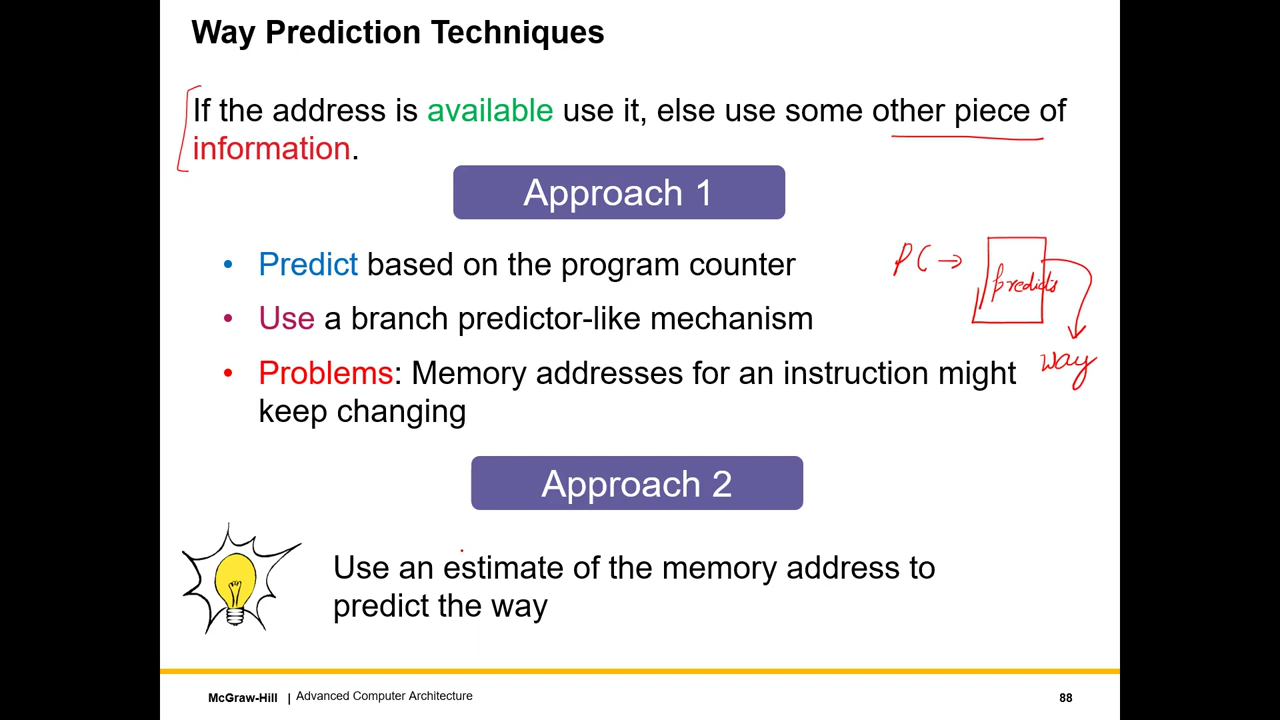 Way Prediction Techniques
If the address is available use it, else use some other piece of
information.
Approach 1
• Predict based on the program counter
• Use a branch predictor-like mechanism
• Problems: Memory addresses for an instruction might
keep changing
PC →
predicts
way
Approach 2
Use an estimate of the memory address to
predict the way
McGraw-Hill | Advanced Computer Architecture
88